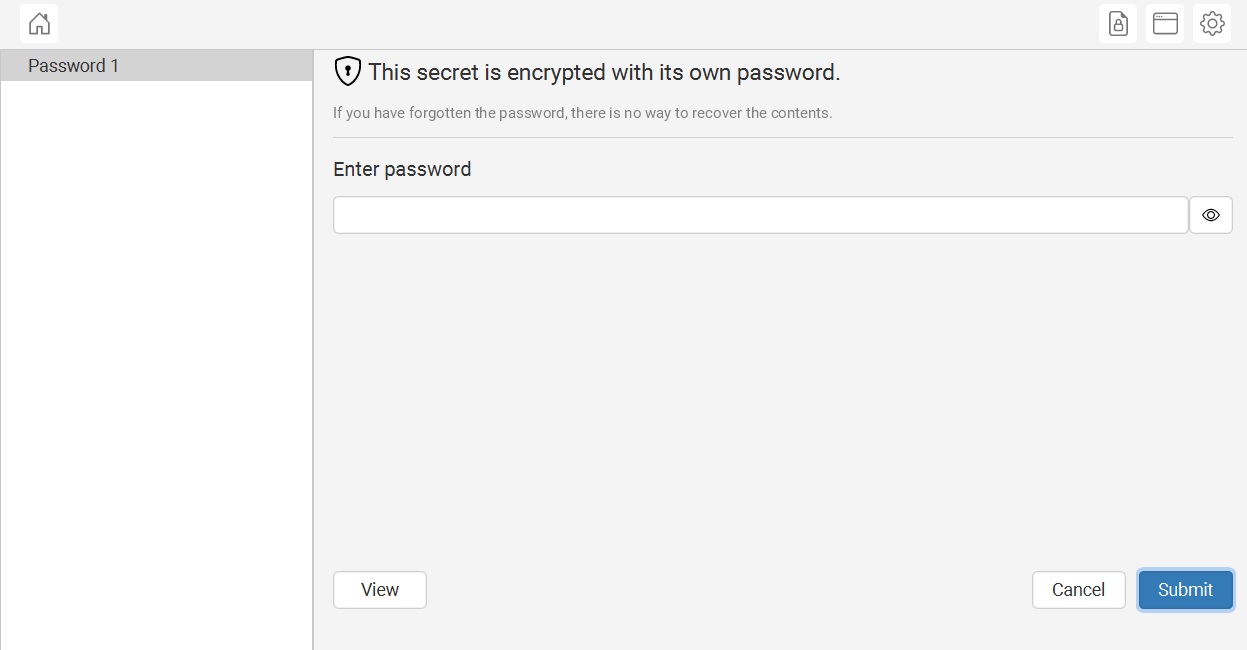 Password 1
This secret is encrypted with its own password.
If you have forgotten the password, there is no way to recover the contents.
Enter password
View
Cancel
Submit